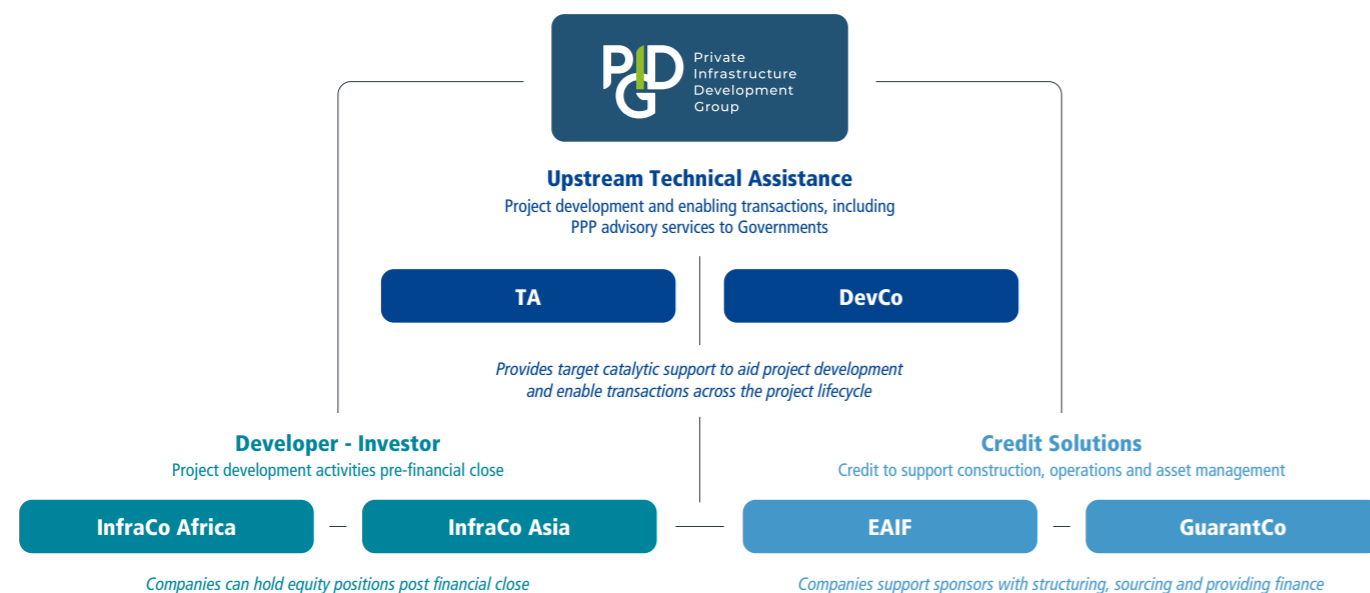 PIDG
Private
Infrastructure
Development
Group
Upstream Technical Assistance
Project development and enabling transactions, including
PPP advisory services to Governments
TA
DevCo
Provides target catalytic support to aid project development
and enable transactions across the project lifecycle
Developer - Investor
Project development activities pre-financial close
InfraCo Africa
InfraCo Asia
Companies can hold equity positions post financial close
Credit Solutions
Credit to support construction, operations and asset management
EAIF
GuarantCo
Companies support sponsors with structuring, sourcing and providing finance